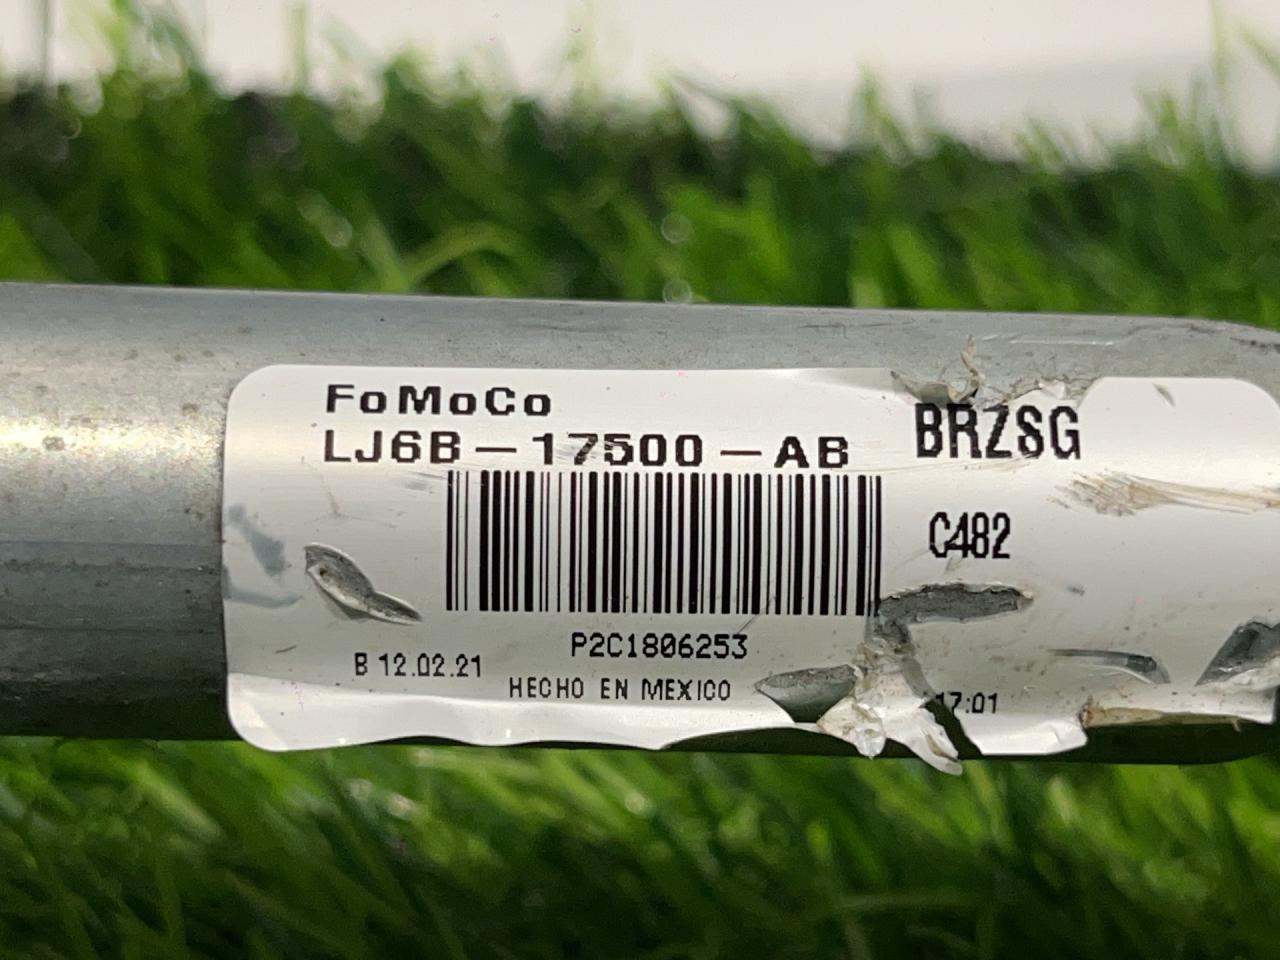 FoMoCo
LJ6B-17500-AB
BRZSG
C482
P2C1806253
B 12.02.21
HECHO EN MEXICO
17:01